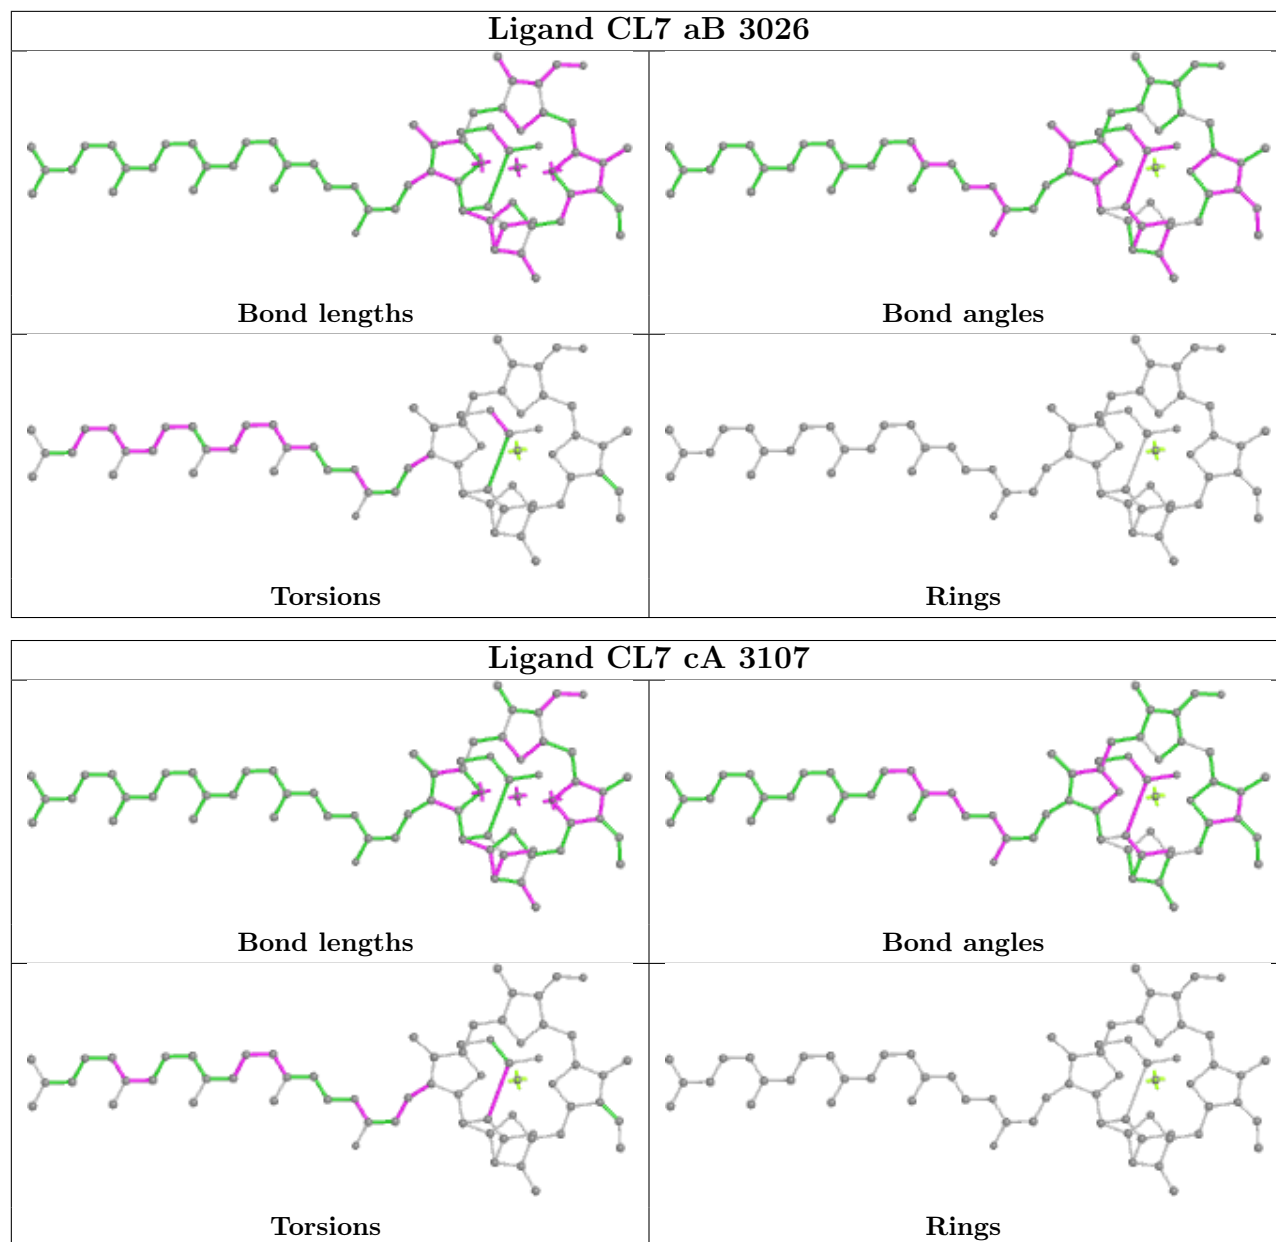 Ligand CL7 aB 3026
Bond lengths
Bond angles
Torsions
Rings
Ligand CL7 cA 3107
Bond lengths
Bond angles
Torsions
Rings